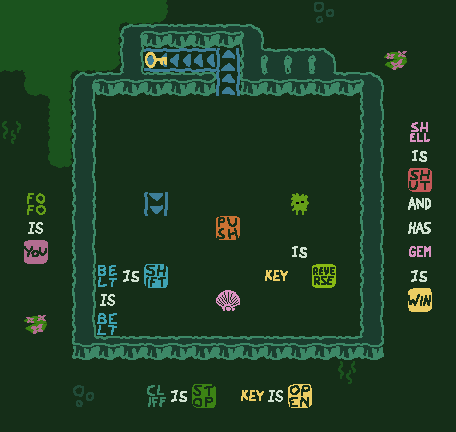 FOFO
IS
YOU
SHELL
IS
SHUT
AND
HAS
GEM
IS
WIN
PUSH
IS
BELT IS SHIFT
KEY REVERSE
IS
BELT
CLIFF IS STOP
KEY IS OPEN